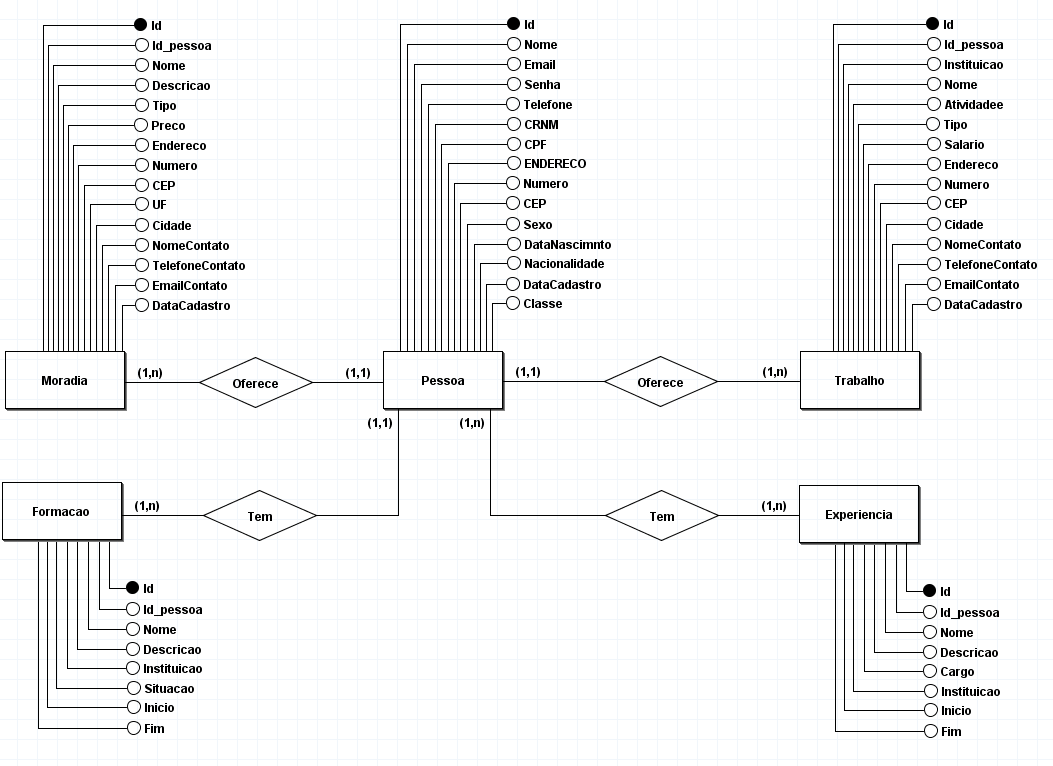 Id
Id_pessoa
Nome
Descricao
Tipo
Preco
Endereco
Numero
CEP
UF
Cidade
NomeContato
TelefoneContato
EmailContato
DataCadastro
Id
Nome
Email
Senha
Telefone
CRNM
CPF
ENDERECO
Numero
CEP
Sexo
DataNascimnto
Nacionalidade
DataCadastro
Classe
Id
Id_pessoa
Instituicao
Nome
Atividadee
Tipo
Salario
Endereco
Numero
CEP
Cidade
NomeContato
TelefoneContato
EmailContato
DataCadastro
Moradia
(1,n)
Oferece
(1,1)
Pessoa
(1,1)
Oferece
(1,n)
Trabalho
(1,1)
(1,n)
Formacao
(1,n)
Tem
Tem
(1,n)
Experiencia
Id
Id_pessoa
Nome
Descricao
Instituicao
Situacao
Inicio
Fim
Id
Id_pessoa
Nome
Descricao
Cargo
Instituicao
Inicio
Fim